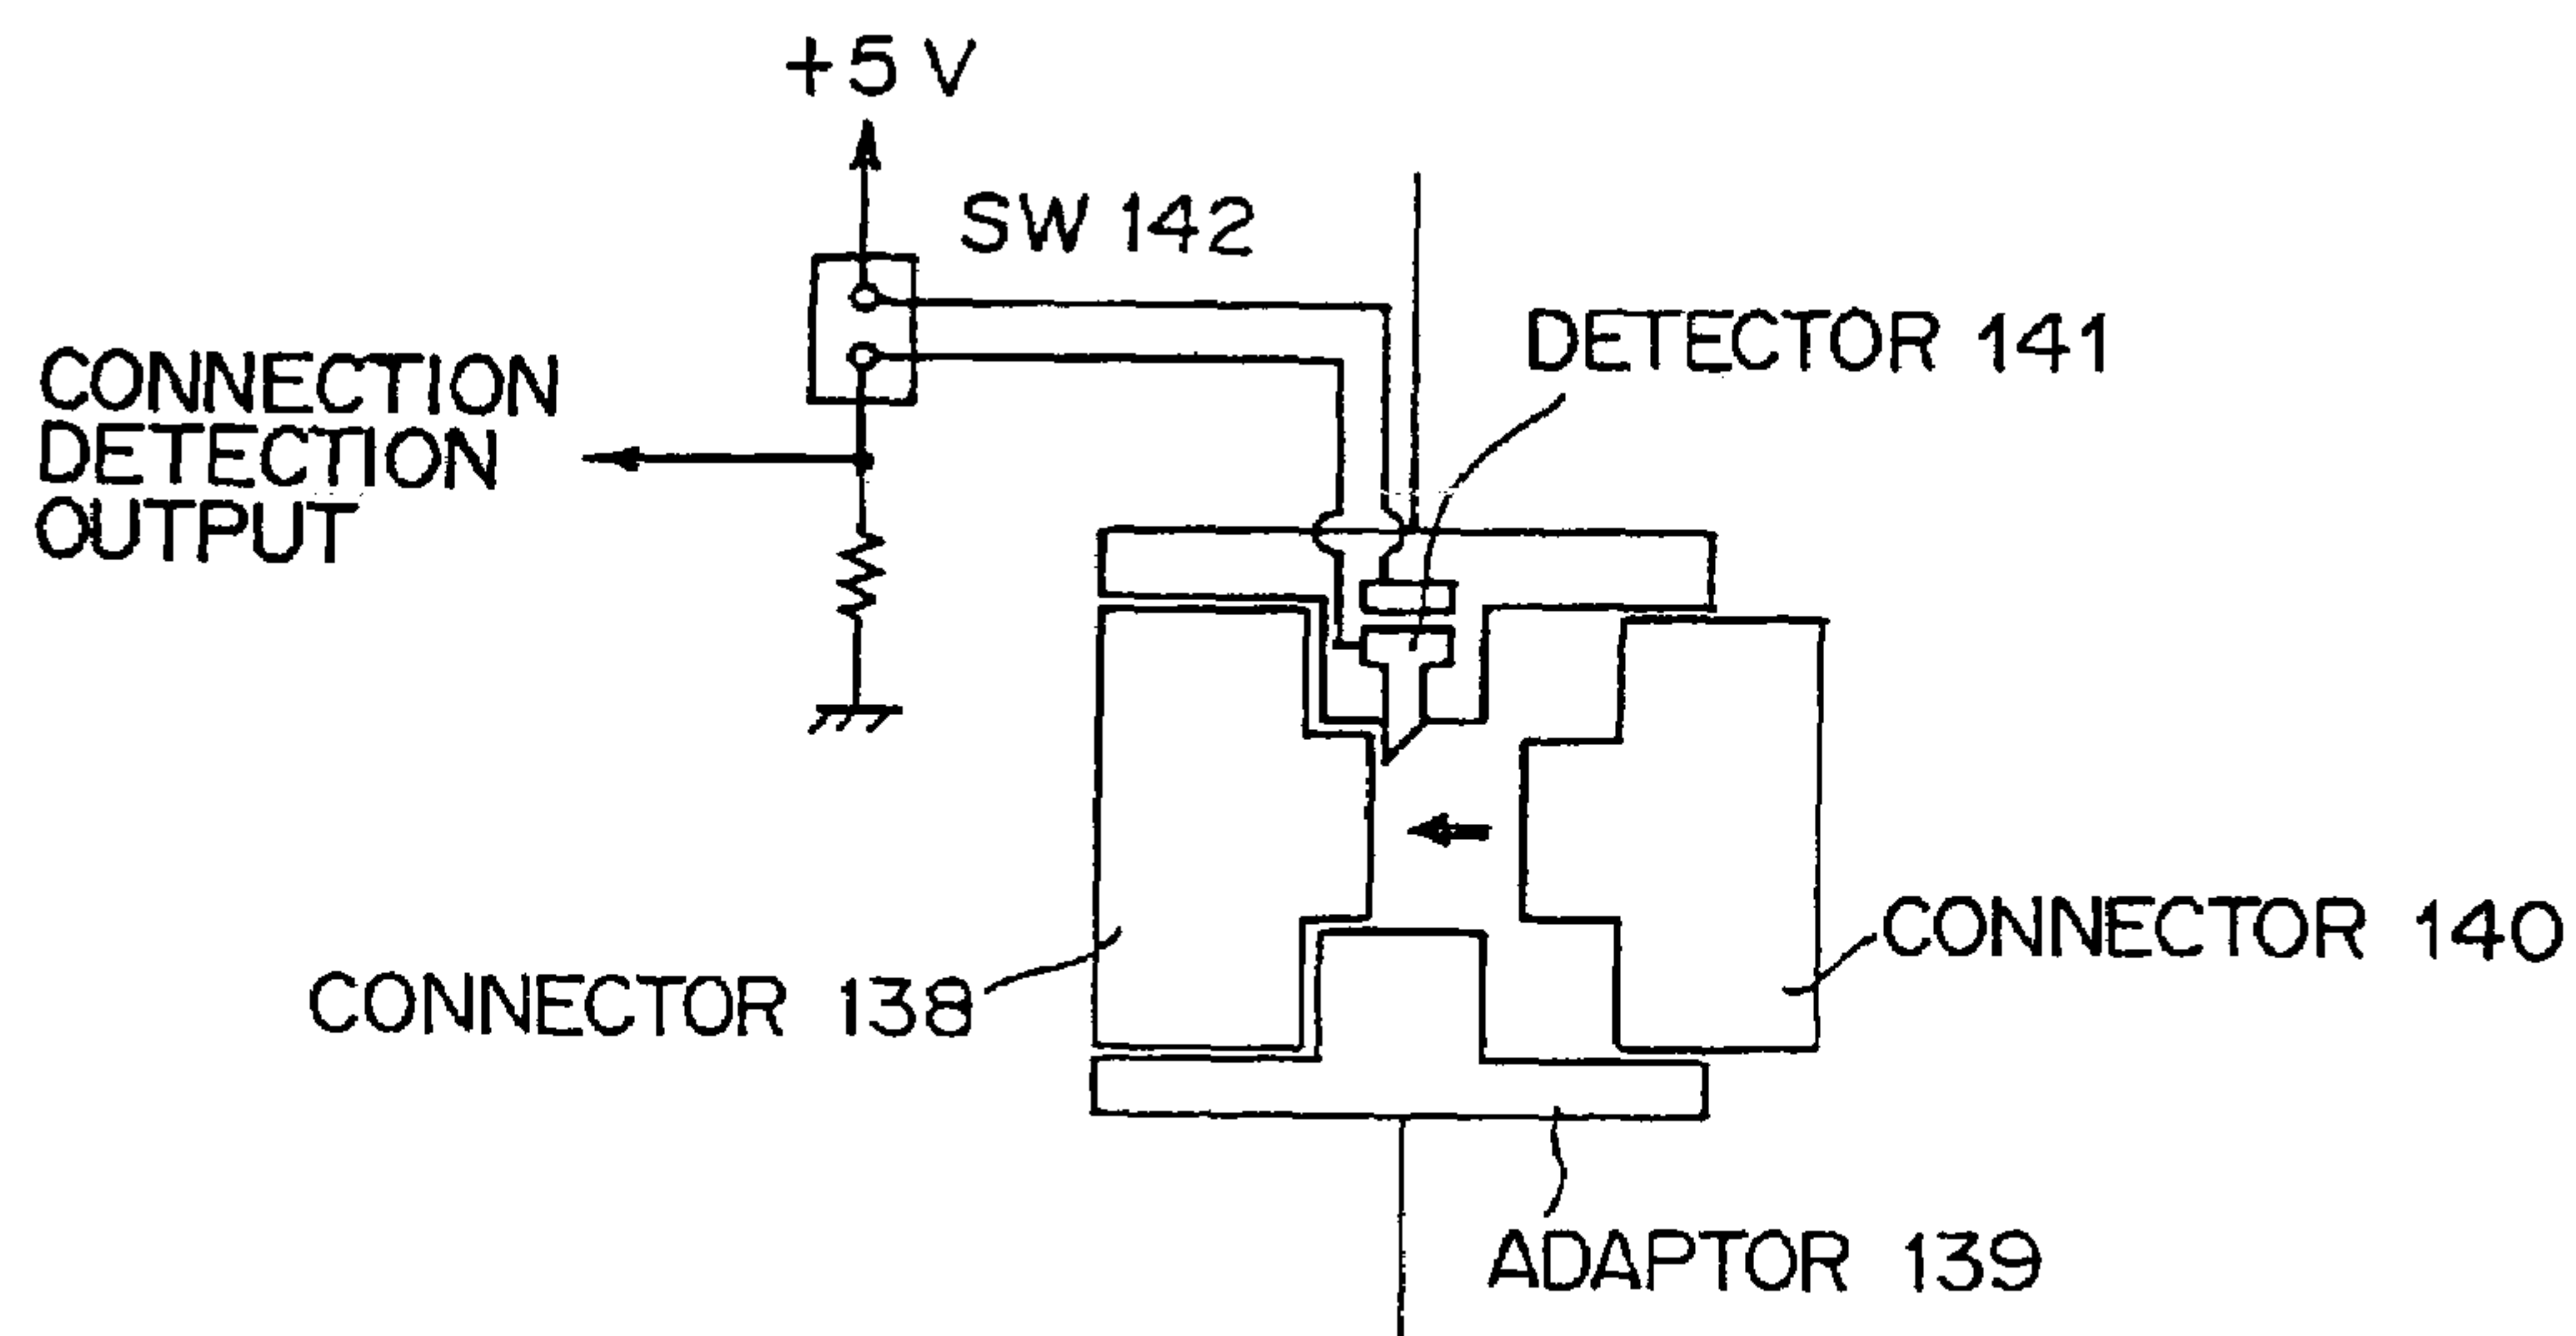 +5 V
SW 142
DETECTOR 141
CONNECTION
DETECTION
OUTPUT
CONNECTOR 140
CONNECTOR 138
ADAPTOR 139